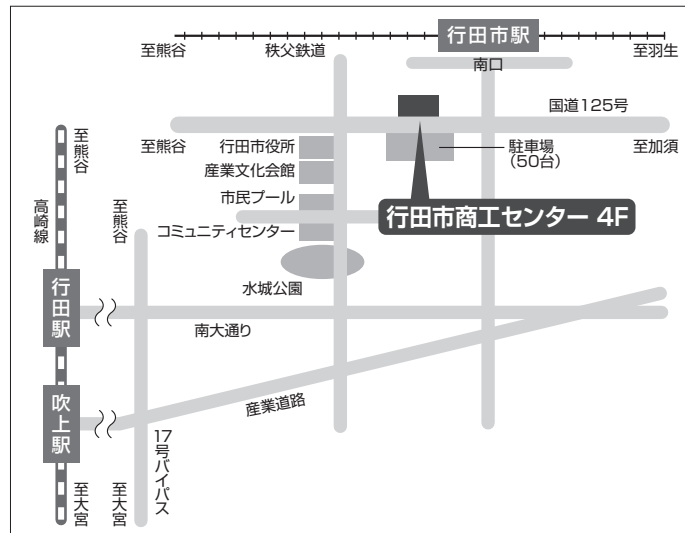 行田市駅
至熊谷
秩父鉄道
至羽生
南口
国道125号
至熊谷
行田市役所
駐車場
(50台)
至加須
産業文化会館
市民プール
行田市商工センター 4F
コミュニティセンター
水城公園
至熊谷
高崎線
至熊谷
行田駅
南大通り
吹上駅
産業道路
17号バイパス
至大宮
至大宮